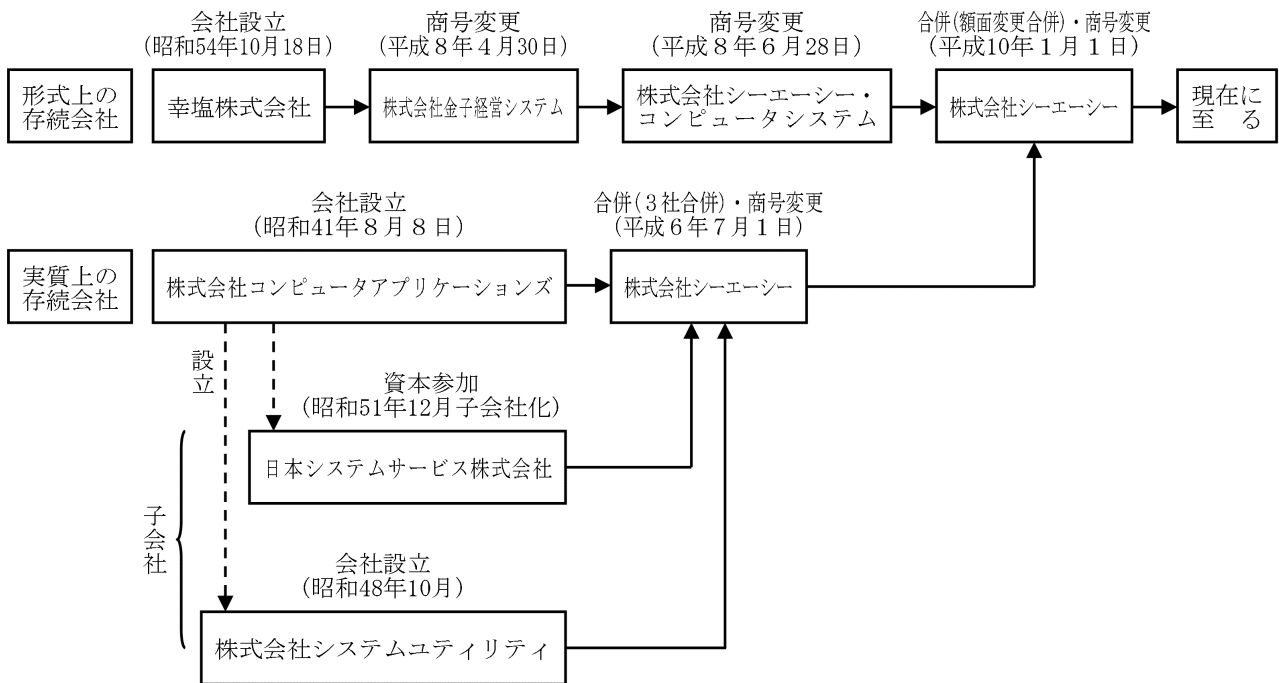 会社設立
(昭和54年10月18日)
商号変更
(平成８年４月30日)
商号変更
(平成８年６月28日)
合併(額面変更合併)・商号変更
(平成10年１月１日)
形式上の
存続会社
幸塩株式会社
株式会社金子経営システム
株式会社シーエーシー・
コンピュータシステム
株式会社シーエーシー
現在に
至る
会社設立
(昭和41年８月８日)
合併(３社合併)・商号変更
(平成６年７月１日)
実質上の
存続会社
株式会社コンピュータアプリケーションズ
株式会社シーエーシー
設立
資本参加
(昭和51年12月子会社化)
日本システムサービス株式会社
子会社
会社設立
(昭和48年10月)
株式会社システムユティリティ